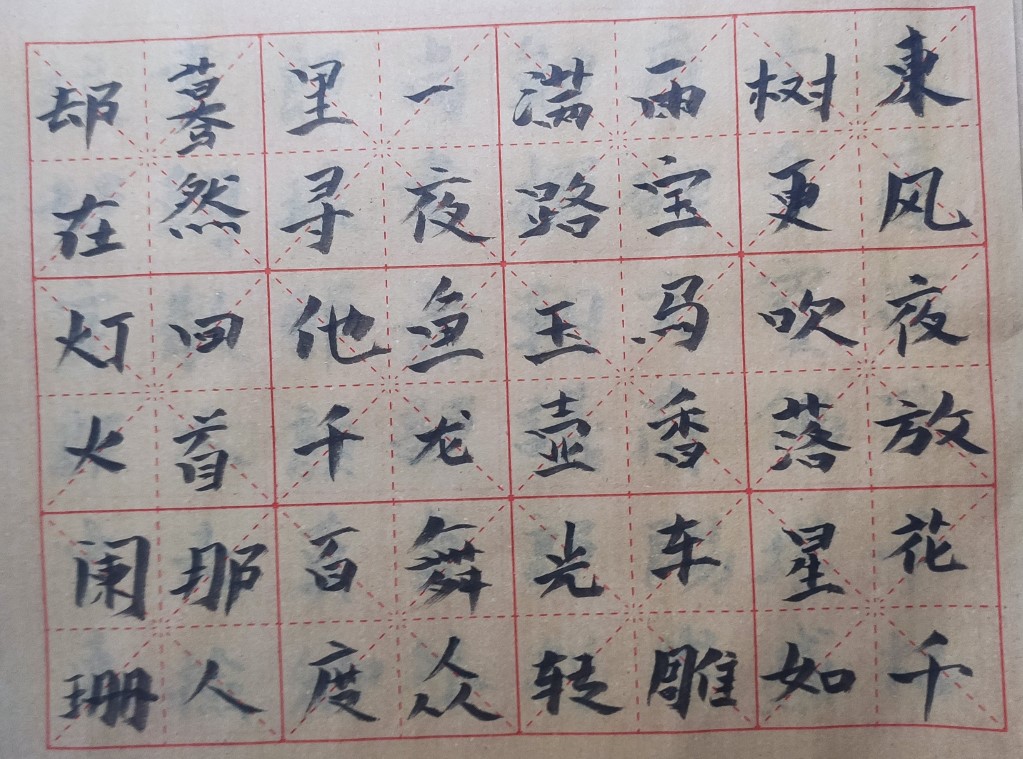 東风夜放花千
树更吹落星如
雨宝马香车雕
满路玉壶光转
一夜鱼龙舞众
里寻他千百度
蓦然回首那人
却在灯火阑珊